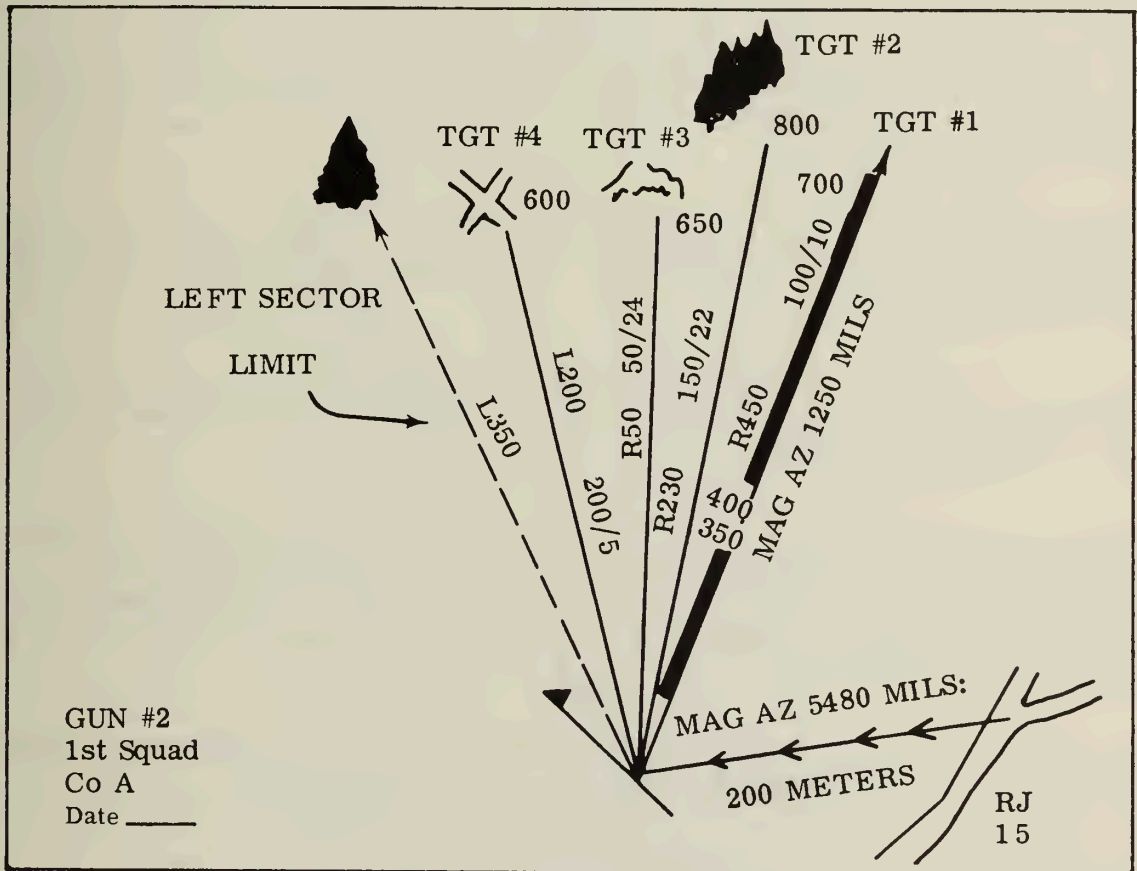 TGT #2
TGT #4
TGT #3
800
TGT #1
600
700
650
100/10
LEFT SECTOR
LIMIT
L350
L200
200/5
R50 50/24
R230 150/22
R450
400
350
MAG AZ 1250 MILS
MAG AZ 5480 MILS:
200 METERS
RJ
15
GUN #2
1st Squad
Co A
Date